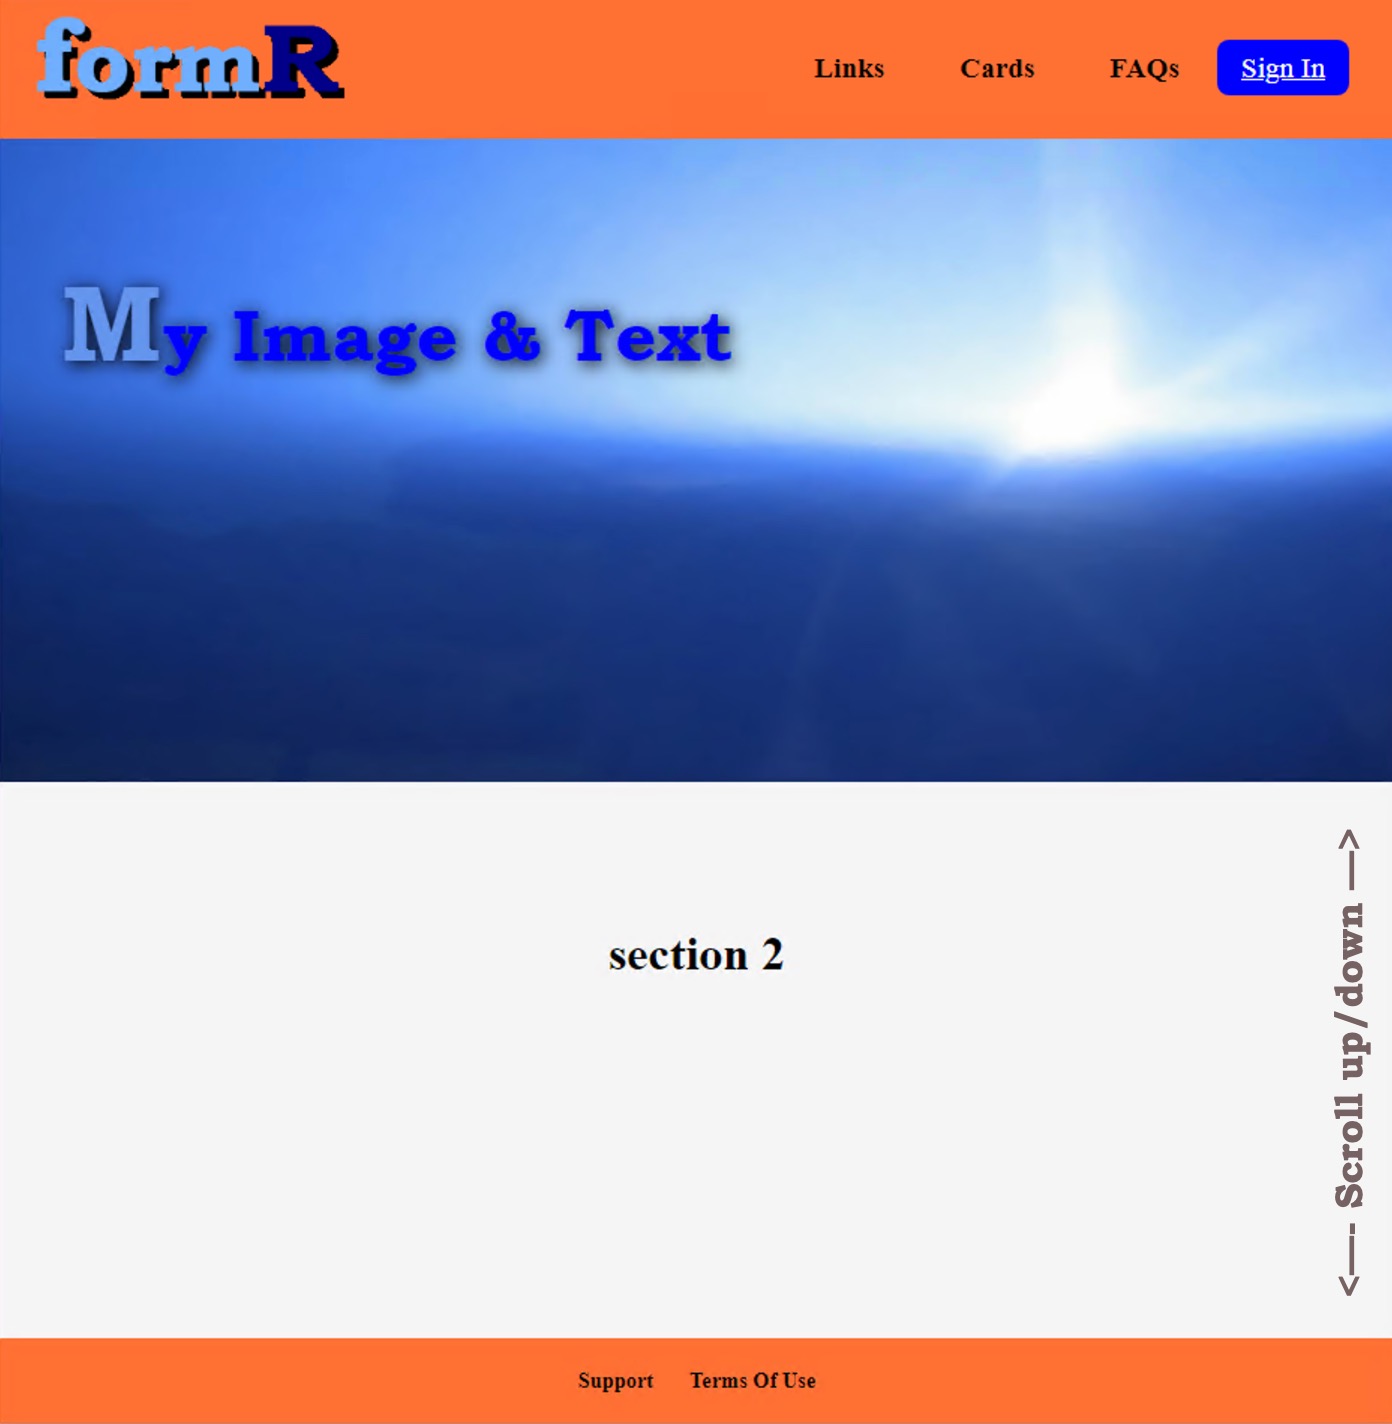 formR
Links Cards FAQs Sign In
My Image & Text
section 2
<--- Scroll up/down --->
Support Terms Of Use